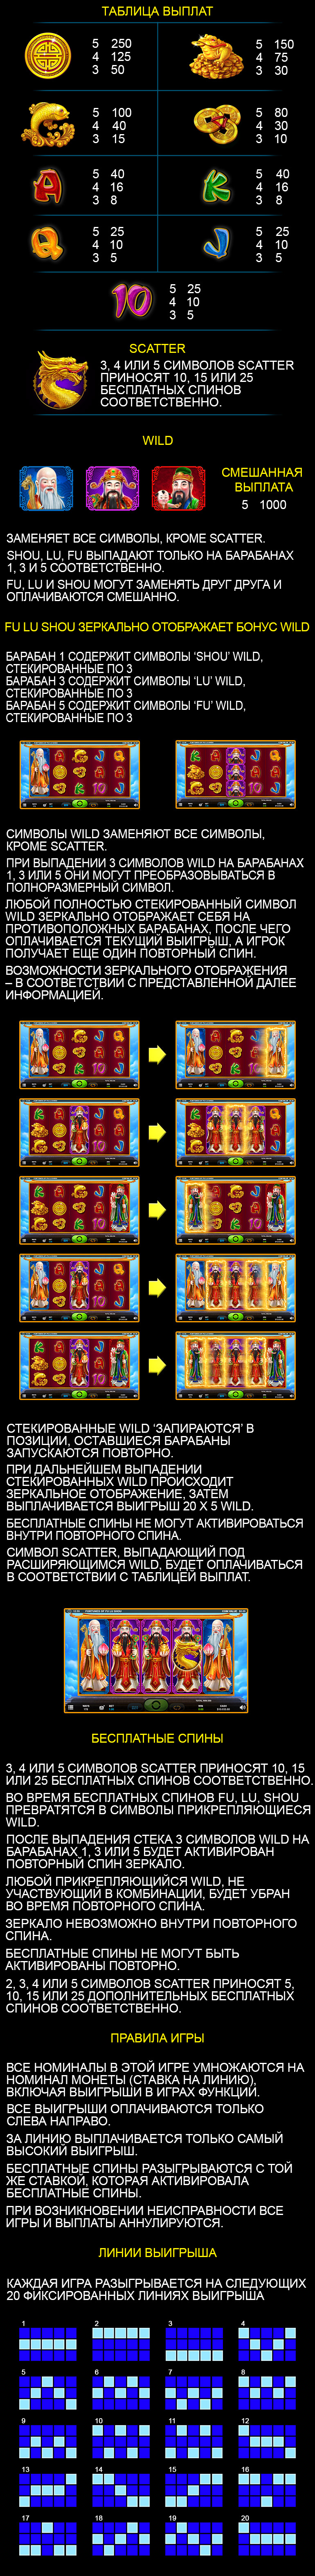 ТАБЛИЦА ВЫПЛАТ
5 250
4 125
3 50
5 150
4 75
3 30
5 100
4 40
3 15
5 80
4 30
3 10
A
5 40
4 16
3 8
K
5 40
4 16
3 8
Q
5 25
4 10
3 5
J
5 25
4 10
3 5
10
5 25
4 10
3 5
SCATTER
3, 4 ИЛИ 5 СИМВОЛОВ SCATTER
ПРИНОСЯТ 10, 15 ИЛИ 25
БЕСПЛАТНЫХ СПИНОВ
СООТВЕТСТВЕННО.
WILD
СМЕШАННАЯ
ВЫПЛАТА
5 1000
ЗАМЕНЯЕТ ВСЕ СИМВОЛЫ, КРОМЕ SCATTER.
SHOU, LU, FU ВЫПАДАЮТ ТОЛЬКО НА БАРАБАНАХ
1, 3 И 5 СООТВЕТСТВЕННО.
FU, LU И SHOU МОГУТ ЗАМЕНЯТЬ ДРУГ ДРУГА И
ОПЛАЧИВАЮТСЯ СМЕШАННО.
FU LU SHOU ЗЕРКАЛЬНО ОТОБРАЖАЕТ БОНУС WILD
БАРАБАН 1 СОДЕРЖИТ СИМВОЛЫ ‘SHOU’ WILD,
СТЕКИРОВАННЫЕ ПО 3
БАРАБАН 3 СОДЕРЖИТ СИМВОЛЫ ‘LU’ WILD,
СТЕКИРОВАННЫЕ ПО 3
БАРАБАН 5 СОДЕРЖИТ СИМВОЛЫ ‘FU’ WILD,
СТЕКИРОВАННЫЕ ПО 3
СИМВОЛЫ WILD ЗАМЕНЯЮТ ВСЕ СИМВОЛЫ,
КРОМЕ SCATTER.
ПРИ ВЫПАДЕНИИ 3 СИМВОЛОВ WILD НА БАРАБАНАХ
1, 3 ИЛИ 5 ОНИ МОГУТ ПРЕОБРАЗОВЫВАТЬСЯ В
ПОЛНОРАЗМЕРНЫЙ СИМВОЛ.
ЛЮБОЙ ПОЛНОСТЬЮ СТЕКИРОВАННЫЙ СИМВОЛ
WILD ЗЕРКАЛЬНО ОТОБРАЖАЕТ СЕБЯ НА
ПРОТИВОПОЛОЖНЫХ БАРАБАНАХ, ПОСЛЕ ЧЕГО
ОПЛАЧИВАЕТСЯ ТЕКУЩИЙ ВЫИГРЫШ, А ИГРОК
ПОЛУЧАЕТ ЕЩЕ ОДИН ПОВТОРНЫЙ СПИН.
ВОЗМОЖНОСТИ ЗЕРКАЛЬНОГО ОТОБРАЖЕНИЯ
– В СООТВЕТСТВИИ С ПРЕДСТАВЛЕННОЙ ДАЛЕЕ
ИНФОРМАЦИЕЙ.
СТЕКИРОВАННЫЕ WILD ‘ЗАПИРАЮТСЯ’ В
ПОЗИЦИИ, ОСТАВШИЕСЯ БАРАБАНЫ
ЗАПУСКАЮТСЯ ПОВТОРНО.
ПРИ ДАЛЬНЕЙШЕМ ВЫПАДЕНИИ
СТЕКИРОВАННЫХ WILD ПРОИСХОДИТ
ЗЕРКАЛЬНОЕ ОТОБРАЖЕНИЕ, ЗАТЕМ
ВЫПЛАЧИВАЕТСЯ ВЫИГРЫШ 20 X 5 WILD.
БЕСПЛАТНЫЕ СПИНЫ НЕ МОГУТ АКТИВИРОВАТЬСЯ
ВНУТРИ ПОВТОРНОГО СПИНА.
СИМВОЛ SCATTER, ВЫПАДАЮЩИЙ ПОД
РАСШИРЯЮЩИМСЯ WILD, БУДЕТ ОПЛАЧИВАТЬСЯ
В СООТВЕТСТВИИ С ТАБЛИЦЕЙ ВЫПЛАТ.
БЕСПЛАТНЫЕ СПИНЫ
3, 4 ИЛИ 5 СИМВОЛОВ SCATTER ПРИНОСЯТ 10, 15
ИЛИ 25 БЕСПЛАТНЫХ СПИНОВ СООТВЕТСТВЕННО.
ВО ВРЕМЯ БЕСПЛАТНЫХ СПИНОВ FU, LU, SHOU
ПРЕВРАТЯТСЯ В СИМВОЛЫ ПРИКРЕПЛЯЮЩИЕСЯ
WILD.
ПОСЛЕ ВЫПАДЕНИЯ СТЕКА 3 СИМВОЛОВ WILD НА
БАРАБАНАХ 1, 3 ИЛИ 5 БУДЕТ АКТИВИРОВАН
ПОВТОРНЫЙ СПИН ЗЕРКАЛО.
ЛЮБОЙ ПРИКРЕПЛЯЮЩИЙСЯ WILD, НЕ
УЧАСТВУЮЩИЙ В КОМБИНАЦИИ, БУДЕТ УБРАН
ВО ВРЕМЯ ПОВТОРНОГО СПИНА.
ЗЕРКАЛО НЕВОЗМОЖНО ВНУТРИ ПОВТОРНОГО
СПИНА.
БЕСПЛАТНЫЕ СПИНЫ НЕ МОГУТ БЫТЬ
АКТИВИРОВАНЫ ПОВТОРНО.
2, 3, 4 ИЛИ 5 СИМВОЛОВ SCATTER ПРИНОСЯТ 5,
10, 15 ИЛИ 25 ДОПОЛНИТЕЛЬНЫХ БЕСПЛАТНЫХ
СПИНОВ СООТВЕТСТВЕННО.
ПРАВИЛА ИГРЫ
ВСЕ НОМИНАЛЫ В ЭТОЙ ИГРЕ УМНОЖАЮТСЯ НА
НОМИНАЛ МОНЕТЫ (СТАВКА НА ЛИНИЮ),
ВКЛЮЧАЯ ВЫИГРЫШИ В ИГРАХ ФУНКЦИЙ.
ВСЕ ВЫИГРЫШИ ОПЛАЧИВАЮТСЯ ТОЛЬКО
СЛЕВА НАПРАВО.
ЗА ЛИНИЮ ВЫПЛАЧИВАЕТСЯ ТОЛЬКО САМЫЙ
ВЫСОКИЙ ВЫИГРЫШ.
БЕСПЛАТНЫЕ СПИНЫ РАЗЫГРЫВАЮТСЯ С ТОЙ
ЖЕ СТАВКОЙ, КОТОРАЯ АКТИВИРОВАЛА
БЕСПЛАТНЫЕ СПИНЫ.
ПРИ ВОЗНИКНОВЕНИИ НЕИСПРАВНОСТИ ВСЕ
ИГРЫ И ВЫПЛАТЫ АННУЛИРУЮТСЯ.
ЛИНИИ ВЫИГРЫША
КАЖДАЯ ИГРА РАЗЫГРЫВАЕТСЯ НА СЛЕДУЮЩИХ
20 ФИКСИРОВАННЫХ ЛИНИЯХ ВЫИГРЫША
1 2 3 4
5 6 7 8
9 10 11 12
13 14 15 16
17 18 19 20